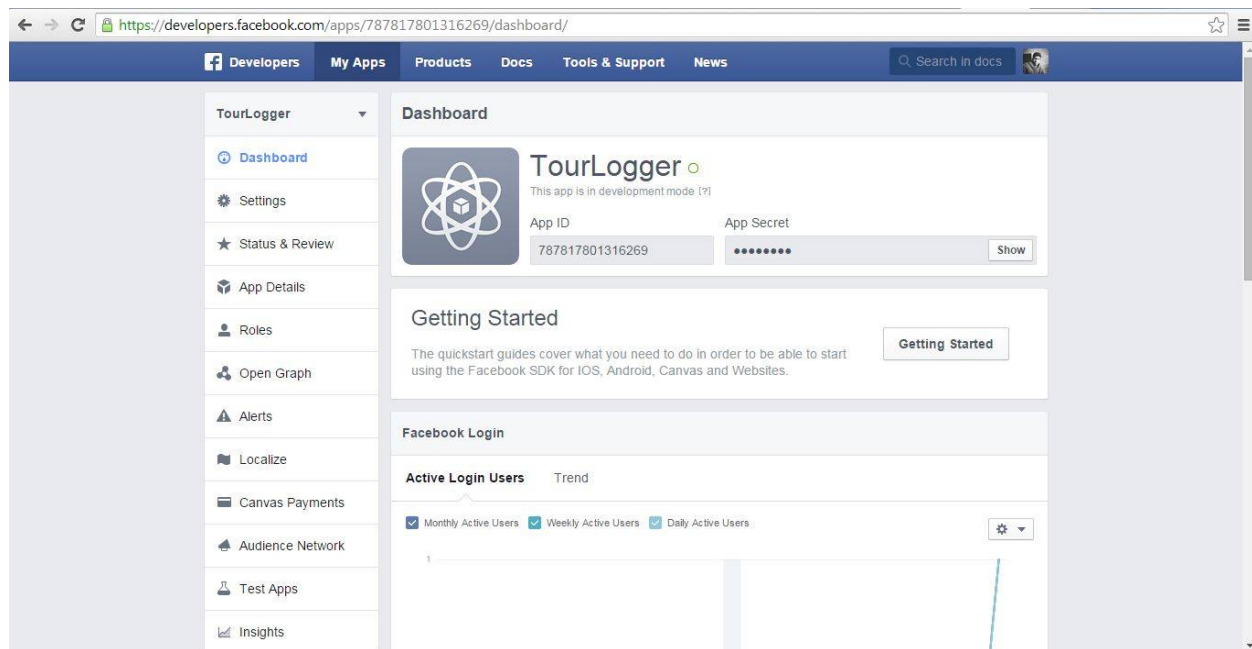 https://developers.facebook.com/apps/787817801316269/dashboard/
f Developers My Apps Products Docs Tools & Support News Search in docs
TourLogger
Dashboard
Settings
Status & Review
App Details
Roles
Open Graph
Alerts
Localize
Canvas Payments
Audience Network
Test Apps
Insights
Dashboard
TourLogger
This app is in development mode [?]
App ID App Secret
787817801316269 ●●●●●●●● Show
Getting Started
The quickstart guides cover what you need to do in order to be able to start
using the Facebook SDK for IOS, Android, Canvas and Websites.
Getting Started
Facebook Login
Active Login Users Trend
Monthly Active Users Weekly Active Users Daily Active Users
1